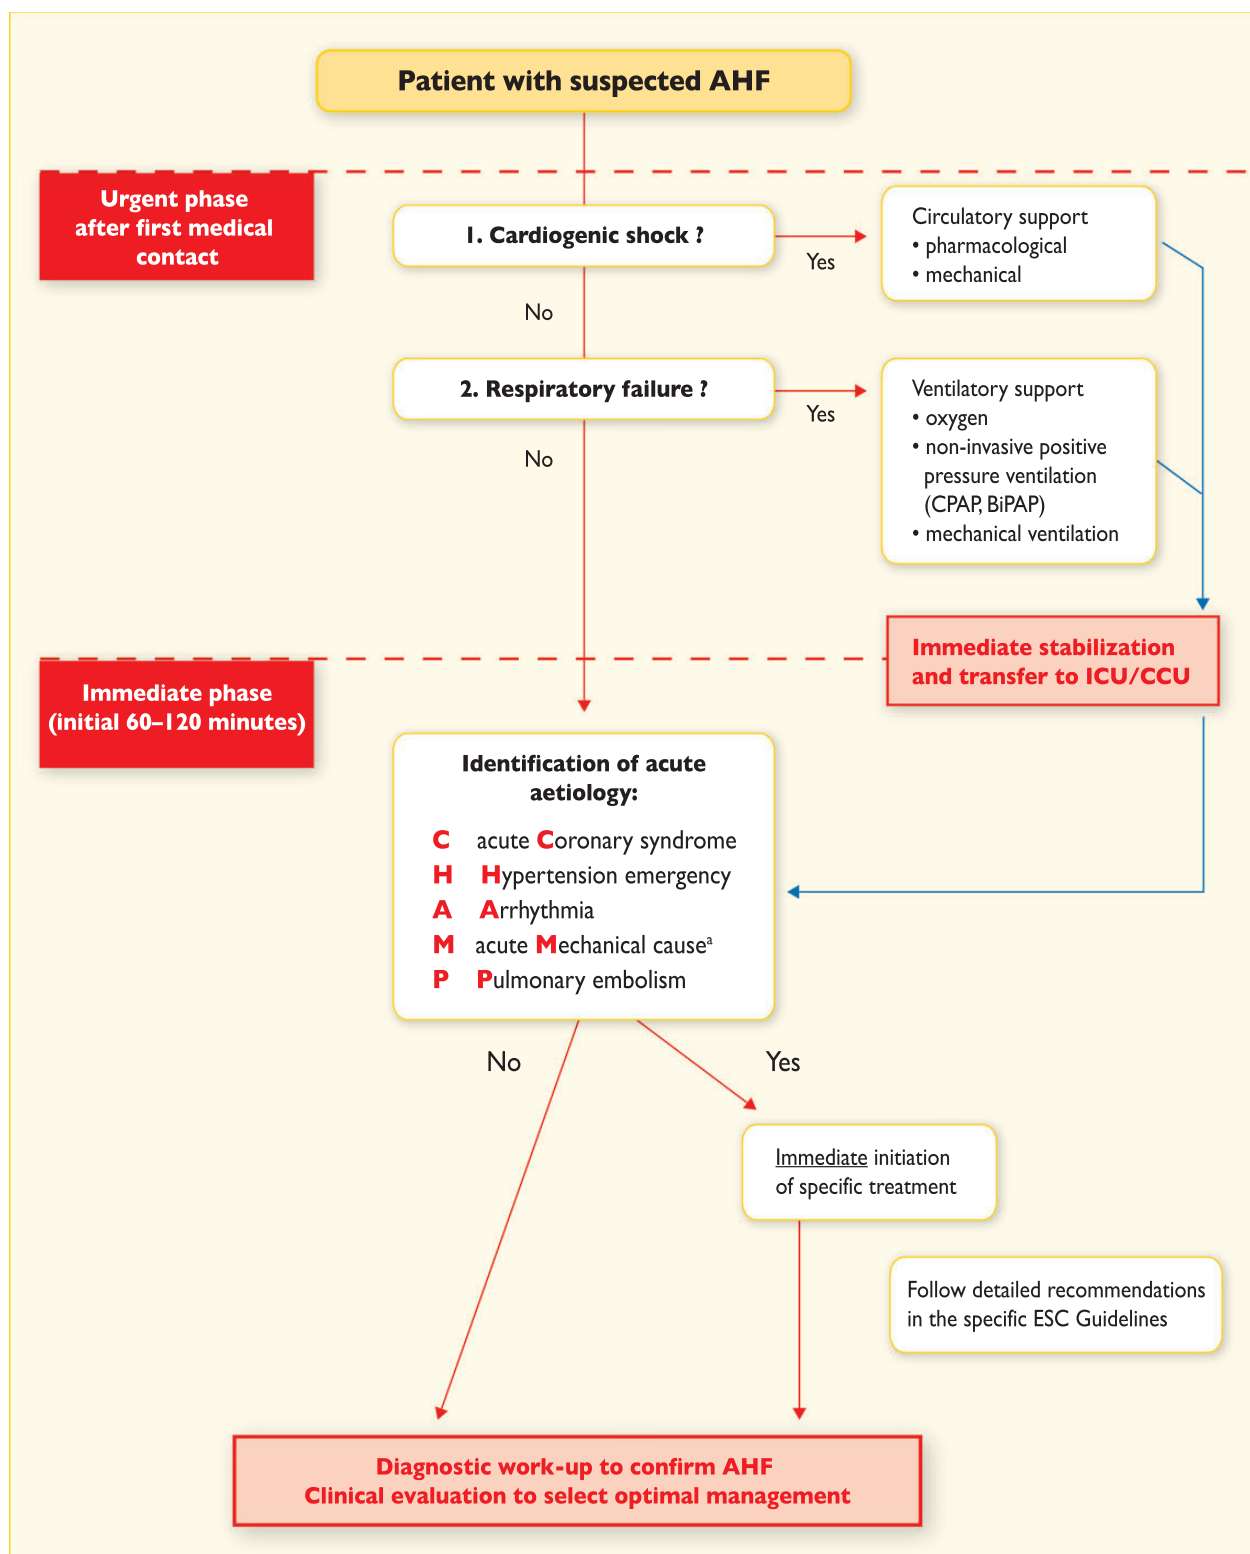 Patient with suspected AHF
Urgent phase
after first medical
contact
1. Cardiogenic shock ?
Yes
Circulatory support
• pharmacological
• mechanical
No
2. Respiratory failure ?
Yes
Ventilatory support
• oxygen
• non-invasive positive
pressure ventilation
(CPAP, BiPAP)
• mechanical ventilation
No
Immediate stabilization
and transfer to ICU/CCU
Immediate phase
(initial 60–120 minutes)
Identification of acute
aetiology:
C acute Coronary syndrome
H Hypertension emergency
A Arrhythmia
M acute Mechanical causeᵃ
P Pulmonary embolism
No
Yes
Immediate initiation
of specific treatment
Follow detailed recommendations
in the specific ESC Guidelines
Diagnostic work-up to confirm AHF
Clinical evaluation to select optimal management